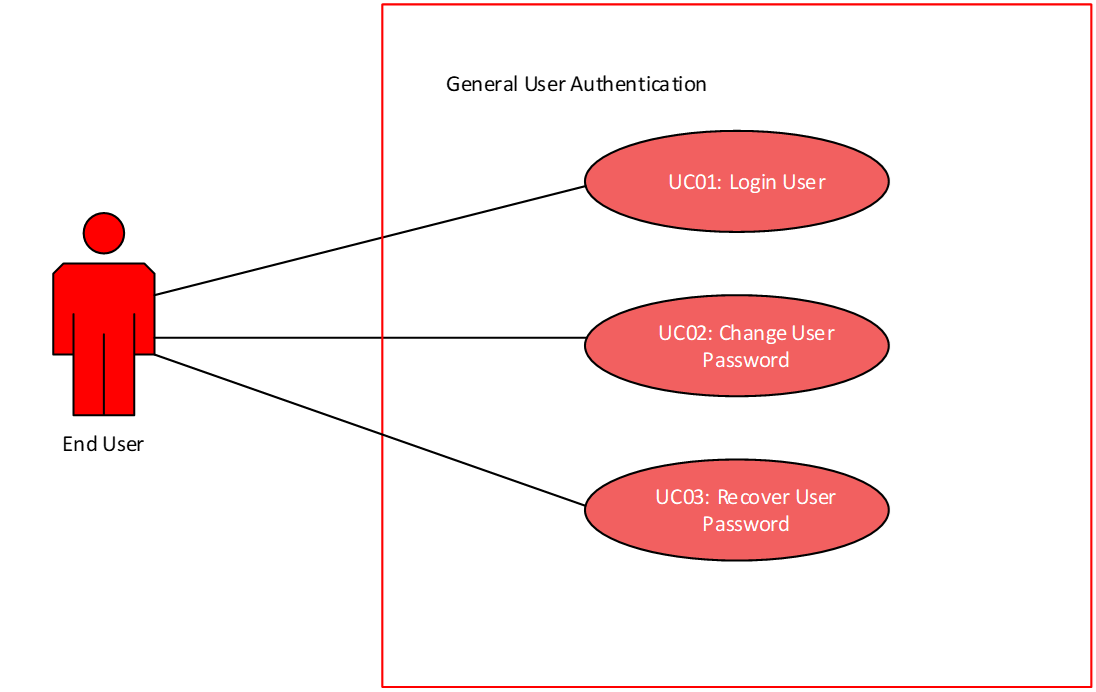 General User Authentication
UC01: Login User
UC02: Change User
Password
End User
UC03: Recover User
Password